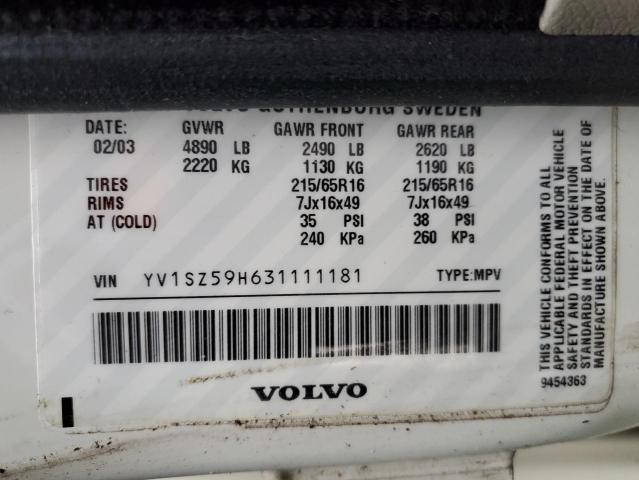 VOLVO GOTHENBURG SWEDEN
DATE: GVWR GAWR FRONT GAWR REAR
02/03 4890 LB 2490 LB 2620 LB
2220 KG 1130 KG 1190 KG
TIRES 215/65R16 215/65R16
RIMS 7Jx16x49 7Jx16x49
AT (COLD) 35 PSI 38 PSI
240 KPa 260 KPa
VIN YV1SZ59H631111181 TYPE:MPV
VOLVO
THIS VEHICLE CONFORMS TO ALL
APPLICABLE FEDERAL MOTOR VEHICLE
SAFETY AND THEFT PREVENTION
STANDARDS IN EFFECT ON THE DATE OF
MANUFACTURE SHOWN ABOVE.
9454363